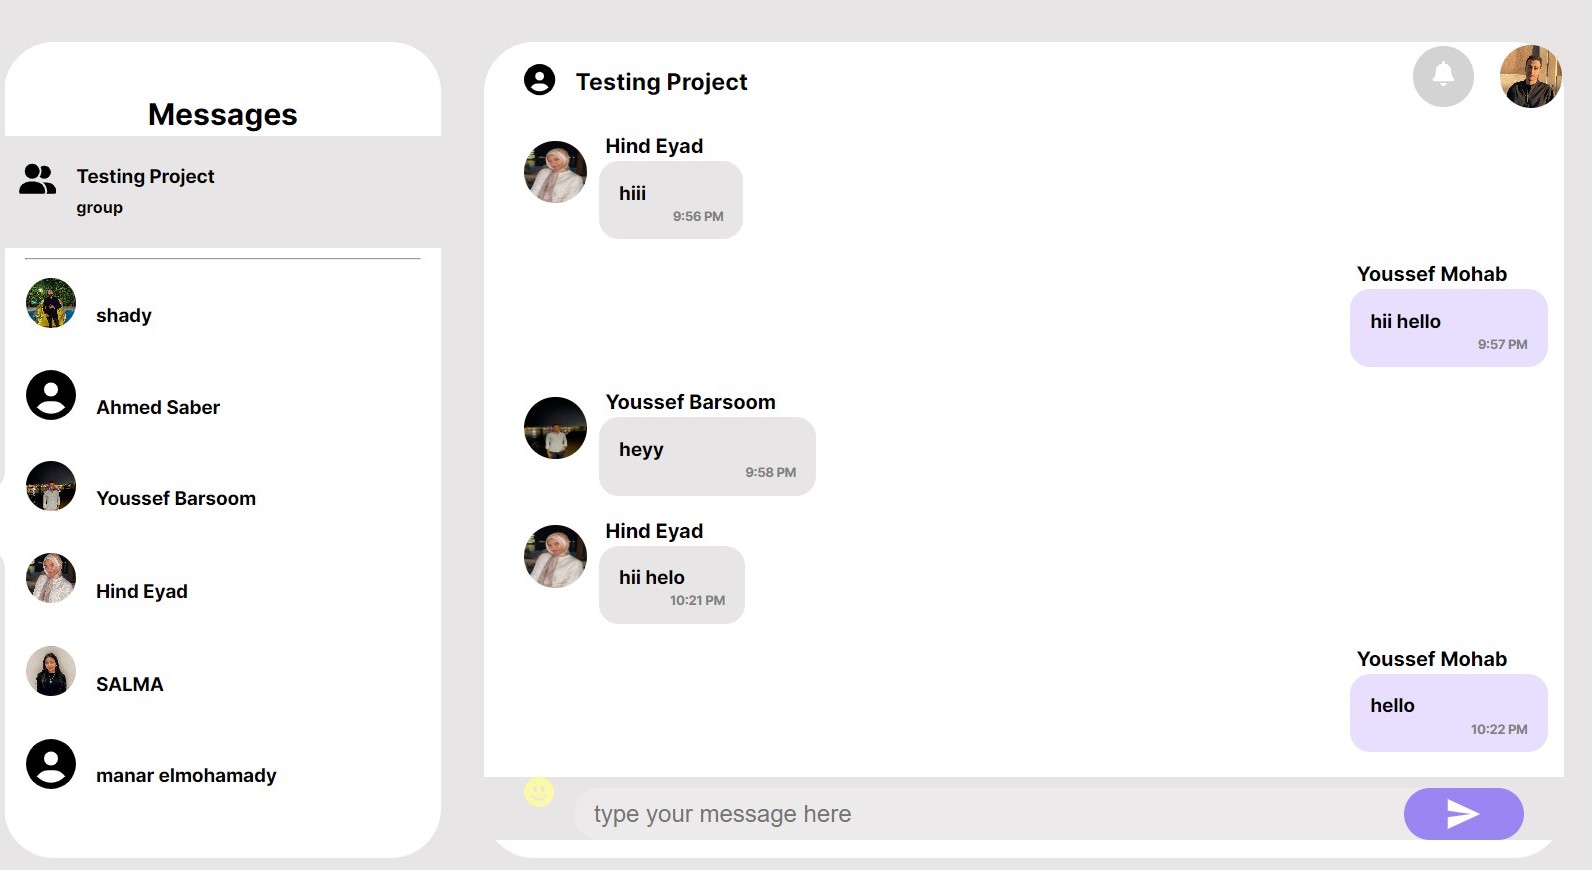 Messages
Testing Project
group
shady
Ahmed Saber
Youssef Barsoom
Hind Eyad
SALMA
manar elmohamady
Testing Project
Hind Eyad
hiii
9:56 PM
Youssef Mohab
hii hello
9:57 PM
Youssef Barsoom
heyy
9:58 PM
Hind Eyad
hii helo
10:21 PM
Youssef Mohab
hello
10:22 PM
type your message here